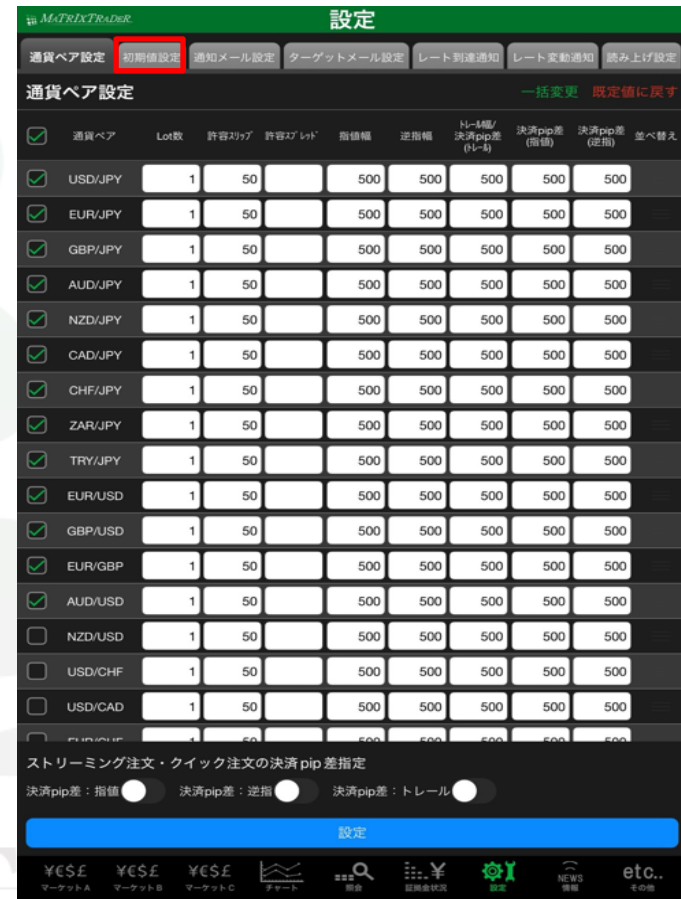 MATRIXTRADER.
設定
通貨ペア設定 初期値設定 通知メール設定 ターゲットメール設定 レート到達通知 レート変動通知 読み上げ設定
通貨ペア設定 一括変更 既定値に戻す
通貨ペア Lot数 許容スリップ 許容スプレッド 指値幅 逆指幅 トレール幅/決済pip差(トレール) 決済pip差(指値) 決済pip差(逆指) 並べ替え
USD/JPY 1 50 500 500 500 500 500
EUR/JPY 1 50 500 500 500 500 500
GBP/JPY 1 50 500 500 500 500 500
AUD/JPY 1 50 500 500 500 500 500
NZD/JPY 1 50 500 500 500 500 500
CAD/JPY 1 50 500 500 500 500 500
CHF/JPY 1 50 500 500 500 500 500
ZAR/JPY 1 50 500 500 500 500 500
TRY/JPY 1 50 500 500 500 500 500
EUR/USD 1 50 500 500 500 500 500
GBP/USD 1 50 500 500 500 500 500
EUR/GBP 1 50 500 500 500 500 500
AUD/USD 1 50 500 500 500 500 500
NZD/USD 1 50 500 500 500 500 500
USD/CHF 1 50 500 500 500 500 500
USD/CAD 1 50 500 500 500 500 500
ストリーミング注文・クイック注文の決済pip差指定
決済pip差：指値 決済pip差：逆指 決済pip差：トレール
設定
¥€$£ ¥€$£ ¥€$£ ¥ NEWS etc..
マーケットA マーケットB マーケットC チャート 照会 証拠金状況 設定 情報 その他